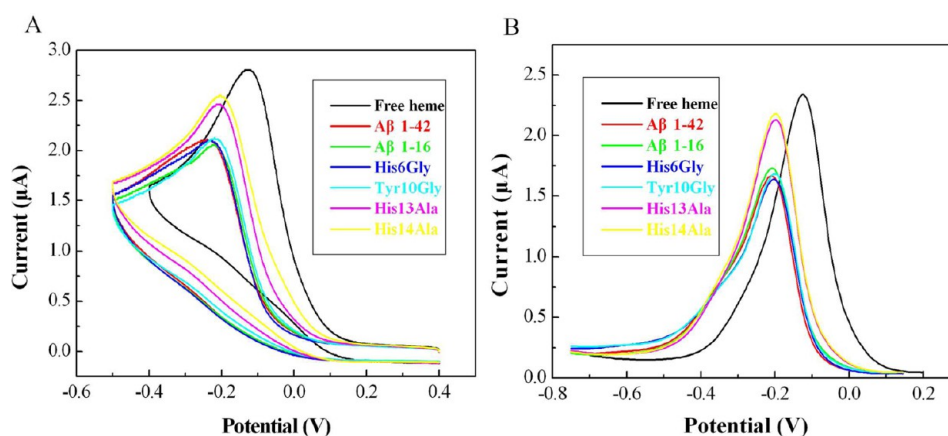 A
3.0
2.5
2.0
1.5
1.0
0.5
0.0
-0.6
-0.4
-0.2
0.0
0.2
0.4
Current (µA)
Potential (V)
Free heme
Aβ 1-42
Aβ 1-16
His6Gly
Tyr10Gly
His13Ala
His14Ala
B
2.5
2.0
1.5
1.0
0.5
0.0
-0.8
-0.6
-0.4
-0.2
0.0
0.2
Current (µA)
Potential (V)
Free heme
Aβ 1-42
Aβ 1-16
His6Gly
Tyr10Gly
His13Ala
His14Ala